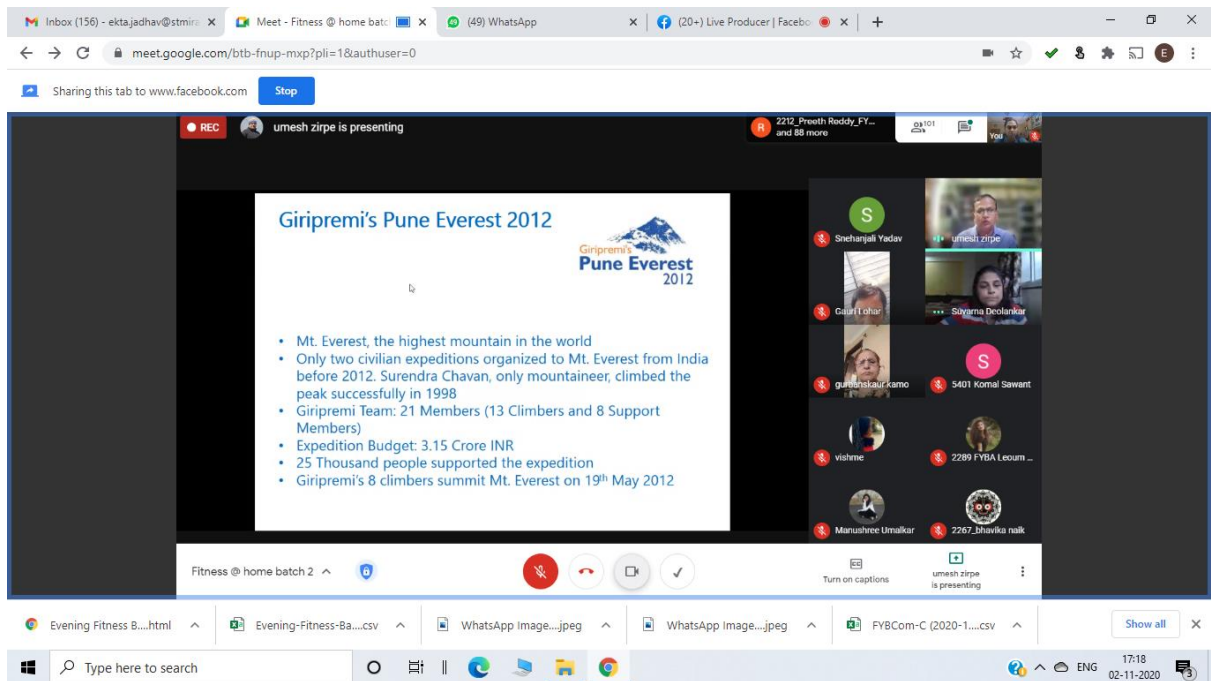 Inbox (156) - ekta.jadhav@stmira
Meet - Fitness @ home batc
(49) WhatsApp
(20+) Live Producer | Facebo
meet.google.com/btb-fnup-mxp?pli=1&authuser=0
E
Sharing this tab to www.facebook.com
Stop
REC
umesh zirpe is presenting
R
2212_Preeth Reddy_FY...
and 88 more
101
You
Giripremi's Pune Everest 2012
Giripremi's
Pune Everest
2012
• Mt. Everest, the highest mountain in the world
• Only two civilian expeditions organized to Mt. Everest from India
before 2012. Surendra Chavan, only mountaineer, climbed the
peak successfully in 1998
• Giripremi Team: 21 Members (13 Climbers and 8 Support
Members)
• Expedition Budget: 3.15 Crore INR
• 25 Thousand people supported the expedition
• Giripremi's 8 climbers summit Mt. Everest on 19th May 2012
S
Snehanjali Yadav
umesh zirpe
Gauri Lohar
Suvarna Deolankar
gurbanskaur kamo
S
5401 Komal Sawant
vishme
2289 FYBA Leoum ...
Manushree Umalkar
2267_bhavika naik
Fitness @ home batch 2
Turn on captions
umesh zirpe
is presenting
Evening Fitness B....html
Evening-Fitness-Ba....csv
WhatsApp Image....jpeg
WhatsApp Image....jpeg
FYBCom-C (2020-1....csv
Show all
Type here to search
ENG
17:18
02-11-2020
3